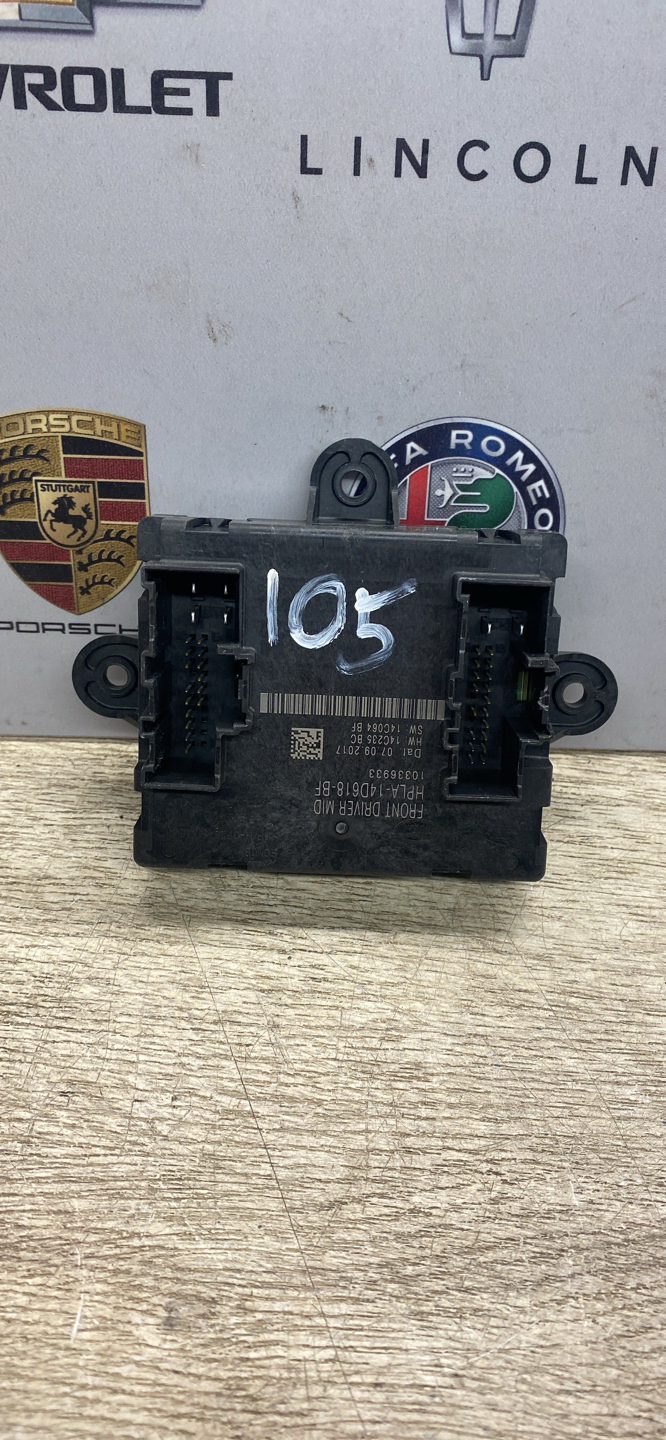 VROLET
LINCOLN
PORSCHE
STUTTGART
PORSCHE
FA ROMEO
105
FRONT DRIVER MID
HPLA-14D618-BF
10336933
Dat. 07.09.2017
HW 14C235 BC
SW 14C064 BF